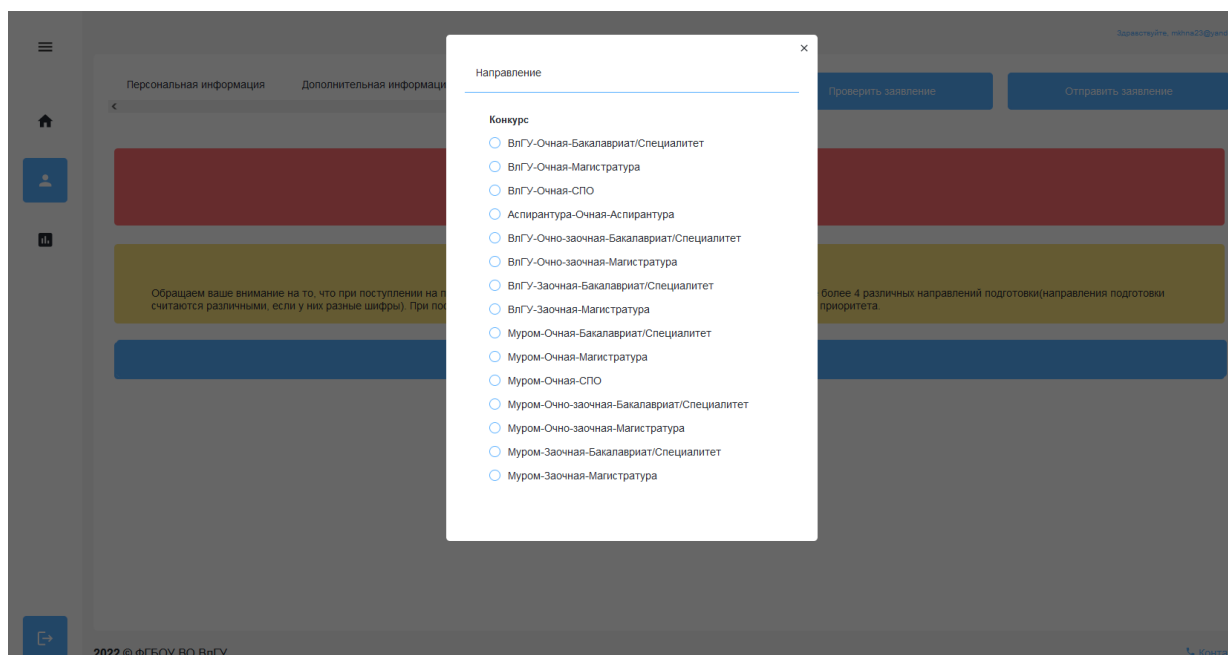 Здравствуйте,
Персональная информация
Дополнительная информаци
Проверить заявление
Отправить заявление
Направление
Конкурс
ВлГУ-Очная-Бакалавриат/Специалитет
ВлГУ-Очная-Магистратура
ВлГУ-Очная-СПО
Аспирантура-Очная-Аспирантура
ВлГУ-Очно-заочная-Бакалавриат/Специалитет
ВлГУ-Очно-заочная-Магистратура
ВлГУ-Заочная-Бакалавриат/Специалитет
ВлГУ-Заочная-Магистратура
Муром-Очная-Бакалавриат/Специалитет
Муром-Очная-Магистратура
Муром-Очная-СПО
Муром-Очно-заочная-Бакалавриат/Специалитет
Муром-Очно-заочная-Магистратура
Муром-Заочная-Бакалавриат/Специалитет
Муром-Заочная-Магистратура
Обращаем ваше внимание на то, что при поступлении на п
более 4 различных направлений подготовки(направления подготовки
считаются различными, если у них разные шифры). При пос
приоритета.
2022 © ФГБОУ ВО ВлГУ
Конта